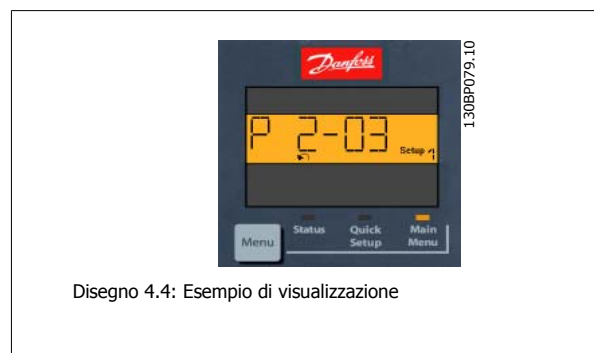 Danfoss
130BP079.10
P 2-03
Setup 1
Status
Quick Setup
Main Menu
Menu
Disegno 4.4: Esempio di visualizzazione